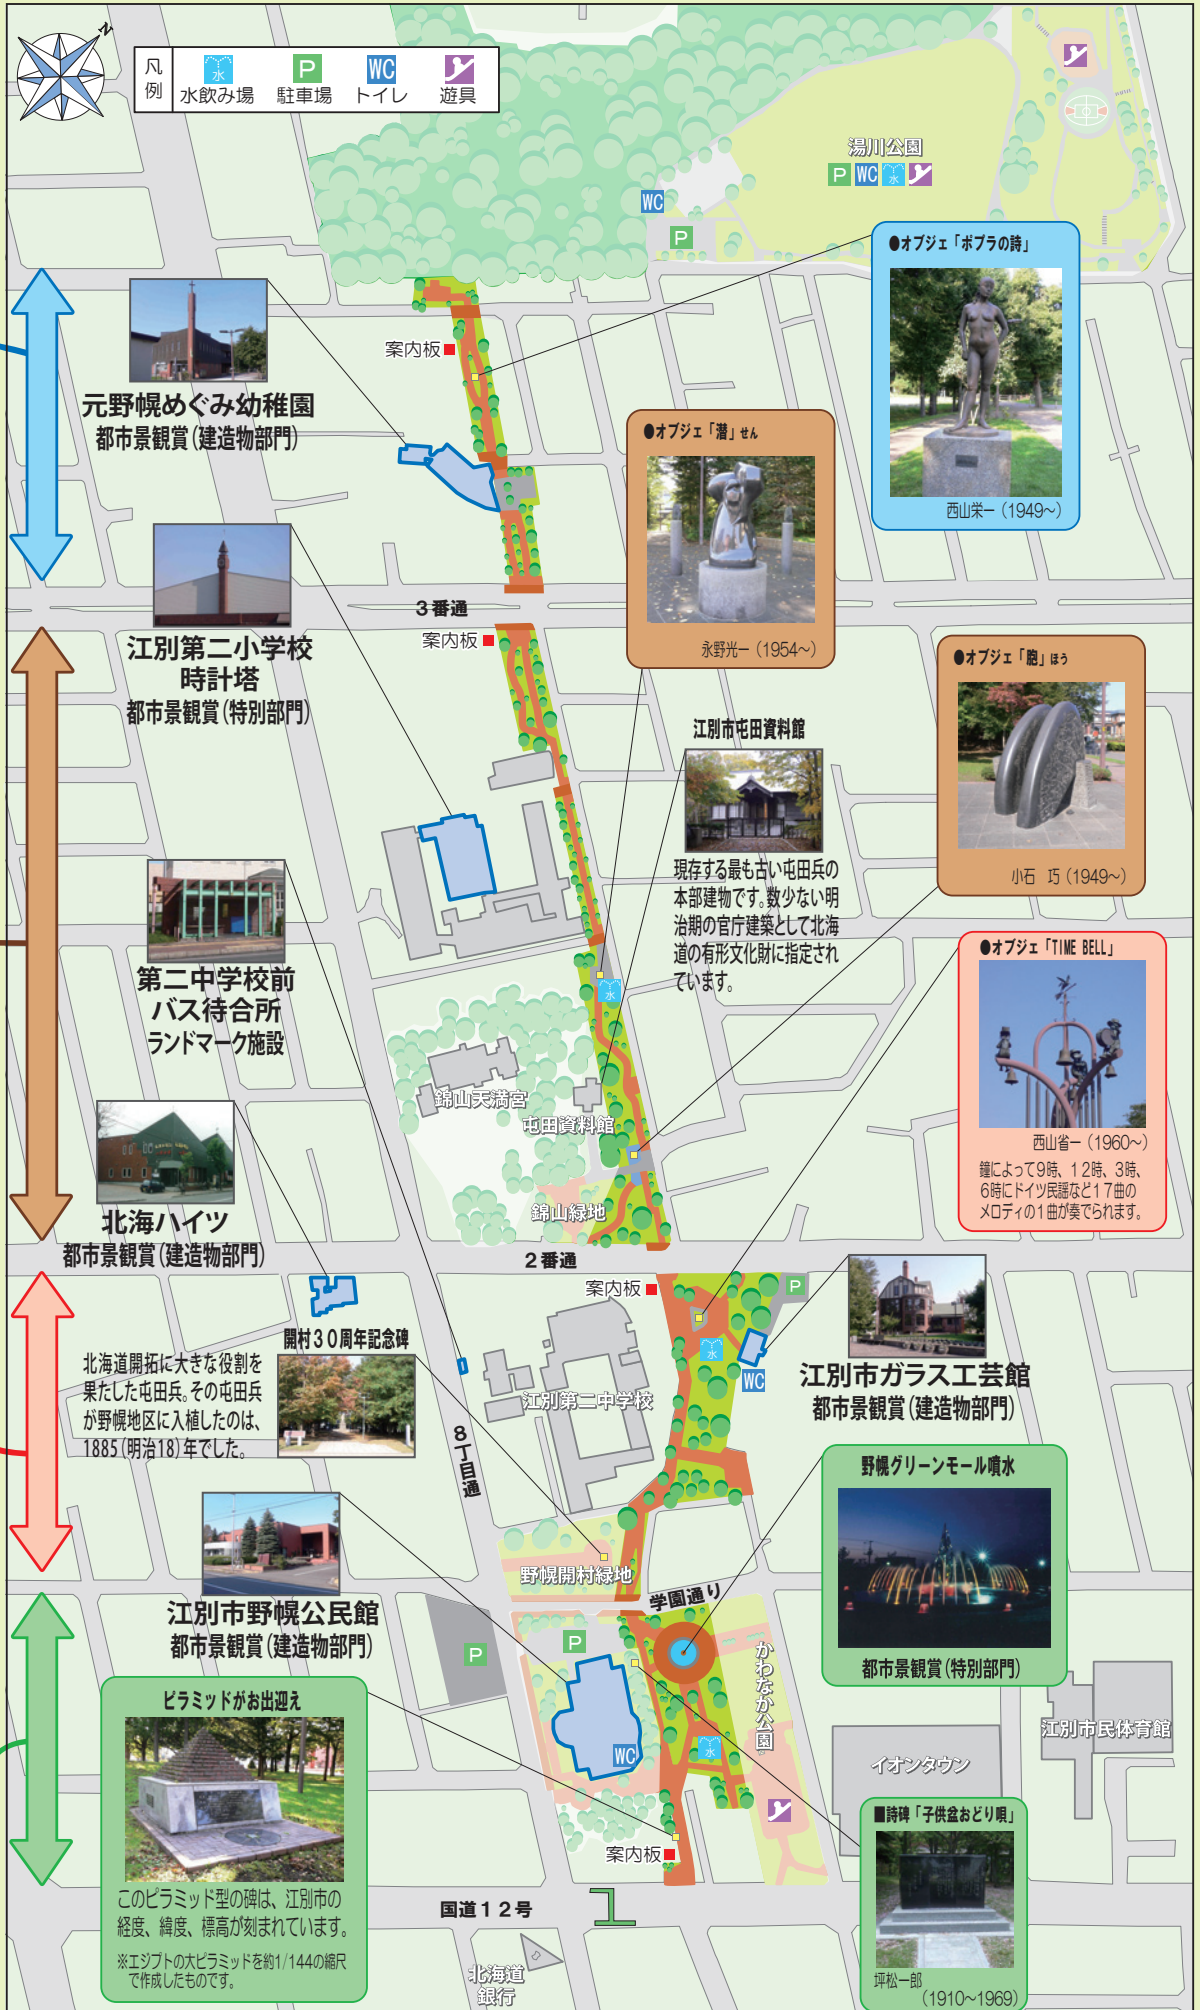 N
凡例
水飲み場
P
駐車場
WC
トイレ
遊具
水
湯川公園
P WC 水
WC
P
●オブジェ「ポプラの詩」
西山栄一（1949～）
案内板
元野幌めぐみ幼稚園
都市景観賞（建造物部門）
●オブジェ「潜」せん
永野光一（1954～）
3番通
案内板
江別第二小学校
時計塔
都市景観賞（特別部門）
●オブジェ「胞」ほう
小石　巧（1949～）
江別市屯田資料館
現存する最も古い屯田兵の
本部建物です。数少ない明
治期の官庁建築として北海
道の有形文化財に指定され
ています。
第二中学校前
バス待合所
ランドマーク施設
水
●オブジェ「TIME BELL」
西山省一（1960～）
鐘によって9時、12時、3時、
6時にドイツ民謡など17曲の
メロディの1曲が奏でられます。
錦山天満宮
屯田資料館
錦山緑地
北海ハイツ
都市景観賞（建造物部門）
2番通
案内板
P
水
WC
江別市ガラス工芸館
都市景観賞（建造物部門）
開村30周年記念碑
北海道開拓に大きな役割を
果たした屯田兵。その屯田兵
が野幌地区に入植したのは、
1885（明治18）年でした。
江別第二中学校
8丁目通
野幌グリーンモール噴水
都市景観賞（特別部門）
野幌開村緑地
学園通り
江別市野幌公民館
都市景観賞（建造物部門）
P
P
かわなか公園
WC
水
江別市民体育館
イオンタウン
ピラミッドがお出迎え
このピラミッド型の碑は、江別市の
経度、緯度、標高が刻まれています。
※エジプトの大ピラミッドを約1/144の縮尺
で作成したものです。
案内板
■詩碑「子供盆おどり唄」
坪松一郎
（1910～1969）
国道12号
北海道
銀行